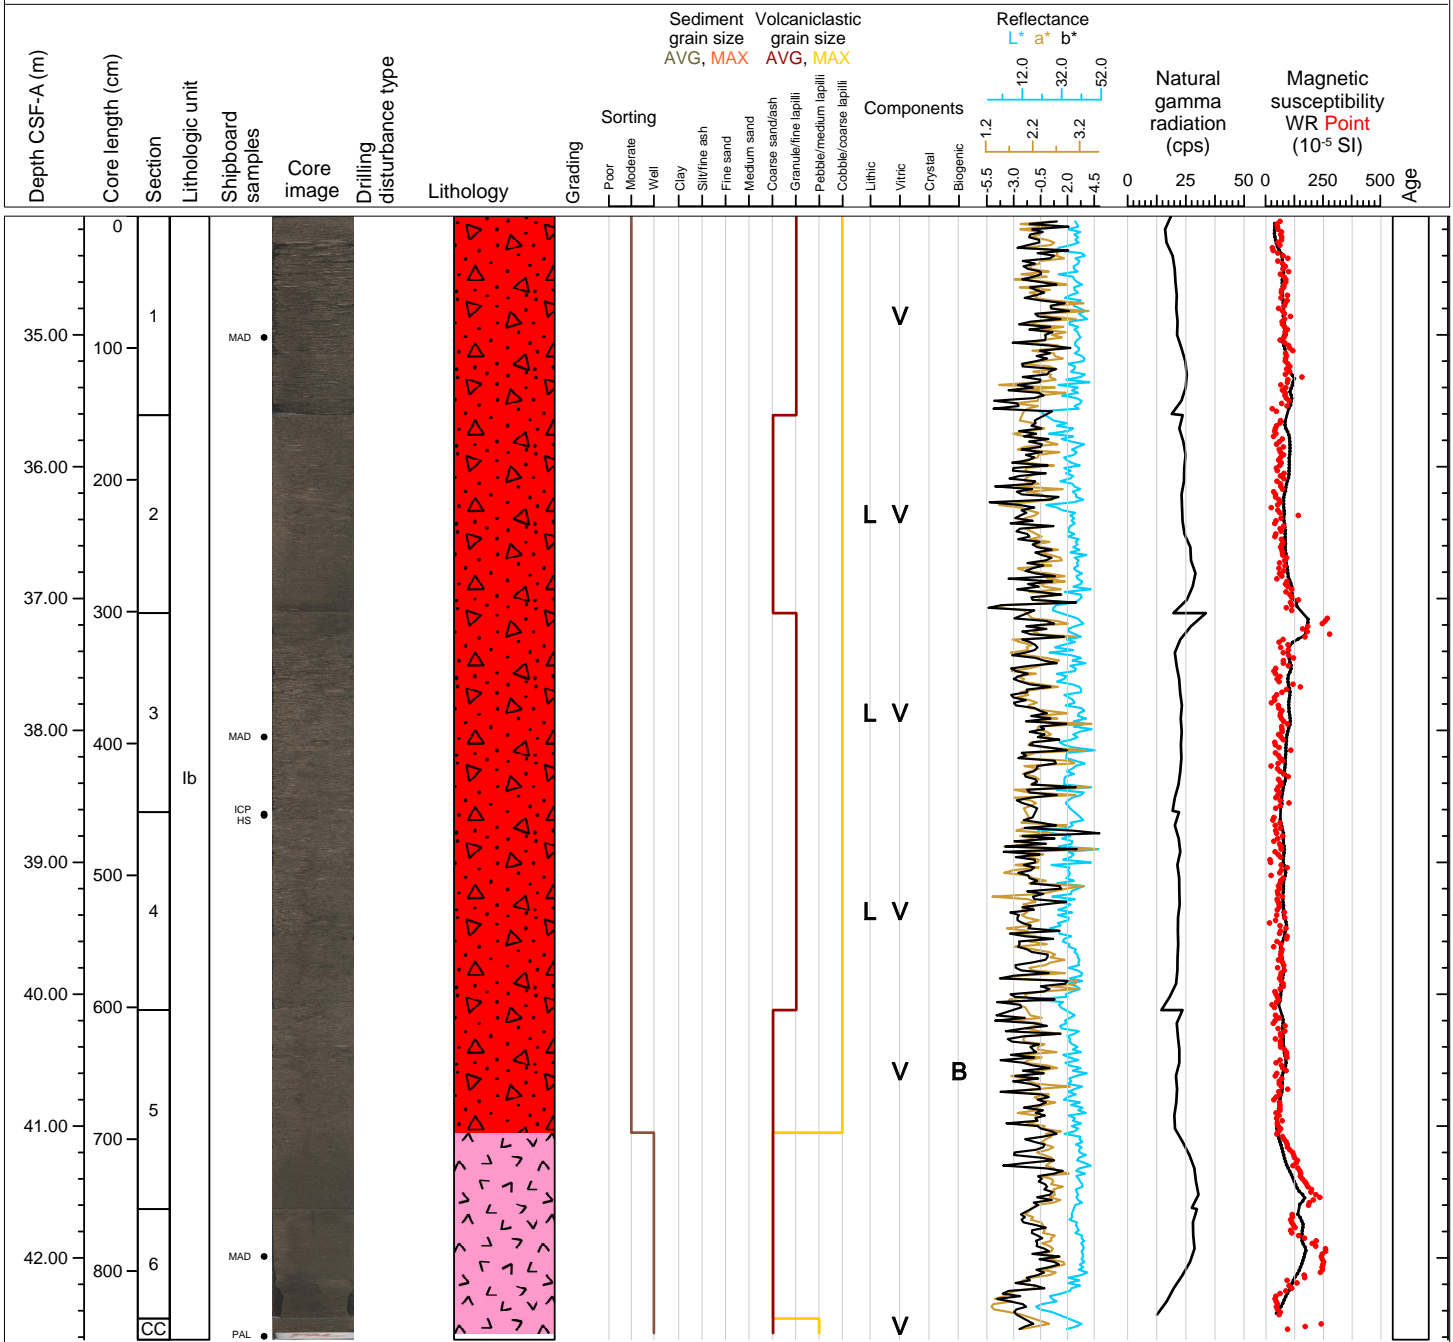 Depth CSF-A (m)
Core length (cm)
Section
Lithologic unit
Shipboard
samples
Core
image
Drilling
disturbance type
Lithology
Grading
Sorting
Poor
Moderate
Well
Sediment
grain size
AVG, MAX
Volcaniclastic
grain size
AVG, MAX
Clay
Silt/fine ash
Fine sand
Medium sand
Coarse sand/ash
Granule/fine lapilli
Pebble/medium lapilli
Cobble/coarse lapilli
Components
Lithic
Vitric
Crystal
Biogenic
Reflectance
L* a* b*
12.0 32.0 52.0
1.2 2.2 3.2
-5.5 -3.0 -0.5 2.0 4.5
Natural
gamma
radiation
(cps)
0 25 50
Magnetic
susceptibility
WR Point
(10-5 SI)
0 250 500
Age
0
1
V
35.00
MAD
100
36.00
200
2
L V
37.00
300
3
L V
38.00
MAD
400
Ib
ICP
HS
39.00
500
4
L V
40.00
600
V B
5
41.00
700
42.00
MAD
6
800
CC
V
PAL